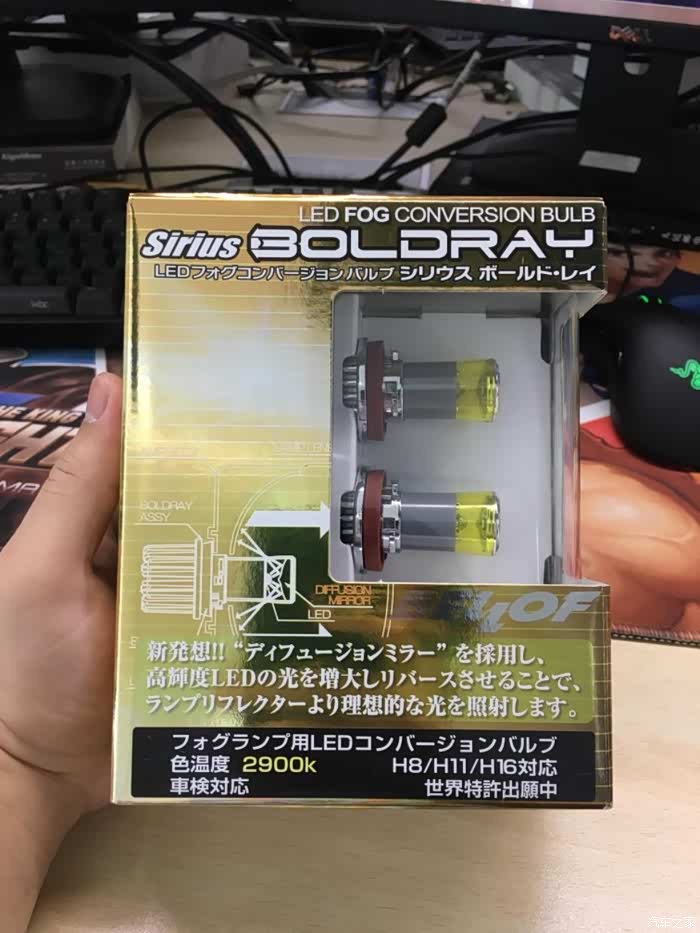 DELL
LED FOG CONVERSION BULB
Sirius BOLDRAY
LEDフォグコンバージョンバルブ シリウス ボールド・レイ
BOLDRAY
ASSY
DIFFUSION
MIRROR
LED
新発想!! “ディフュージョンミラー” を採用し、
高輝度LEDの光を増大しリバースさせることで、
ランプリフレクターより理想的な光を照射します。
フォグランプ用LEDコンバージョンバルブ
色温度 2900k H8/H11/H16対応
車検対応 世界特許出願中
汽车之家